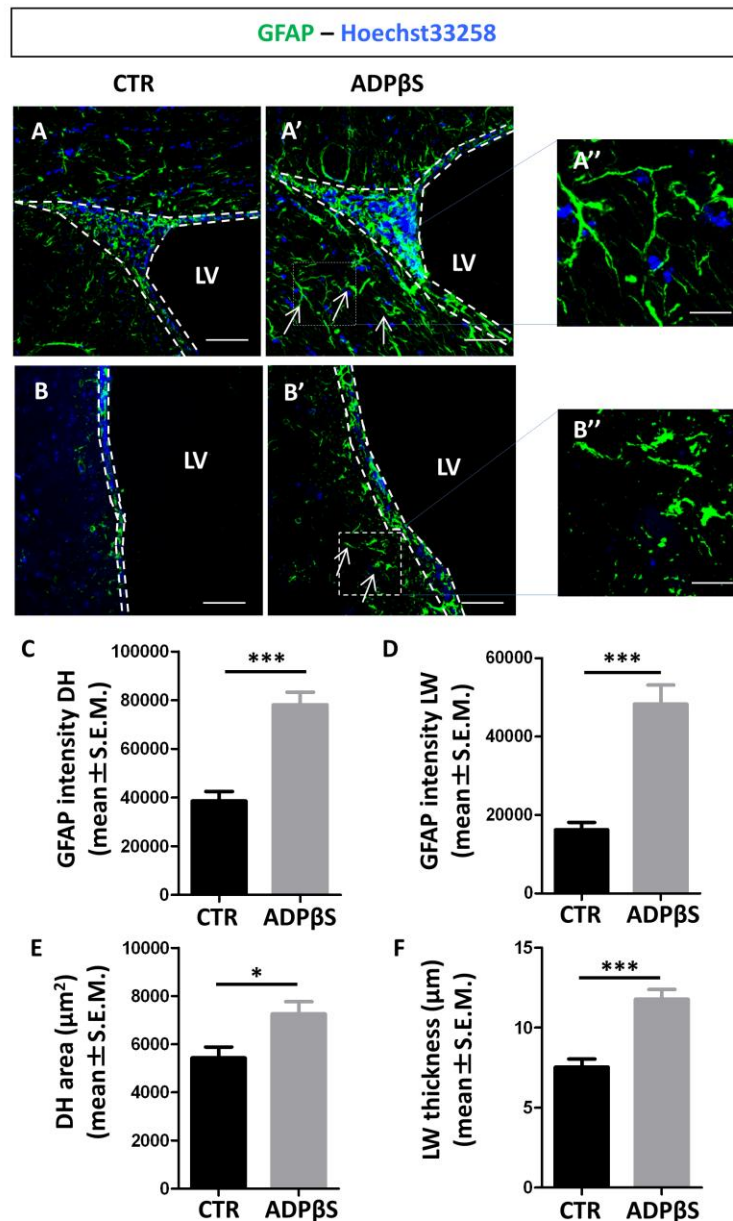 GFAP – Hoechst33258
CTR
ADPβS
A
LV
A’
LV
A’’
B
LV
B’
LV
B’’
C
GFAP intensity DH
(mean±S.E.M.)
100000
80000
60000
40000
20000
0
***
CTR
ADPβS
D
GFAP intensity LW
(mean±S.E.M.)
60000
40000
20000
0
***
CTR
ADPβS
E
DH area (µm²)
(mean±S.E.M.)
10000
8000
6000
4000
2000
0
*
CTR
ADPβS
F
LW thickness (µm)
(mean±S.E.M.)
15
10
5
0
***
CTR
ADPβS